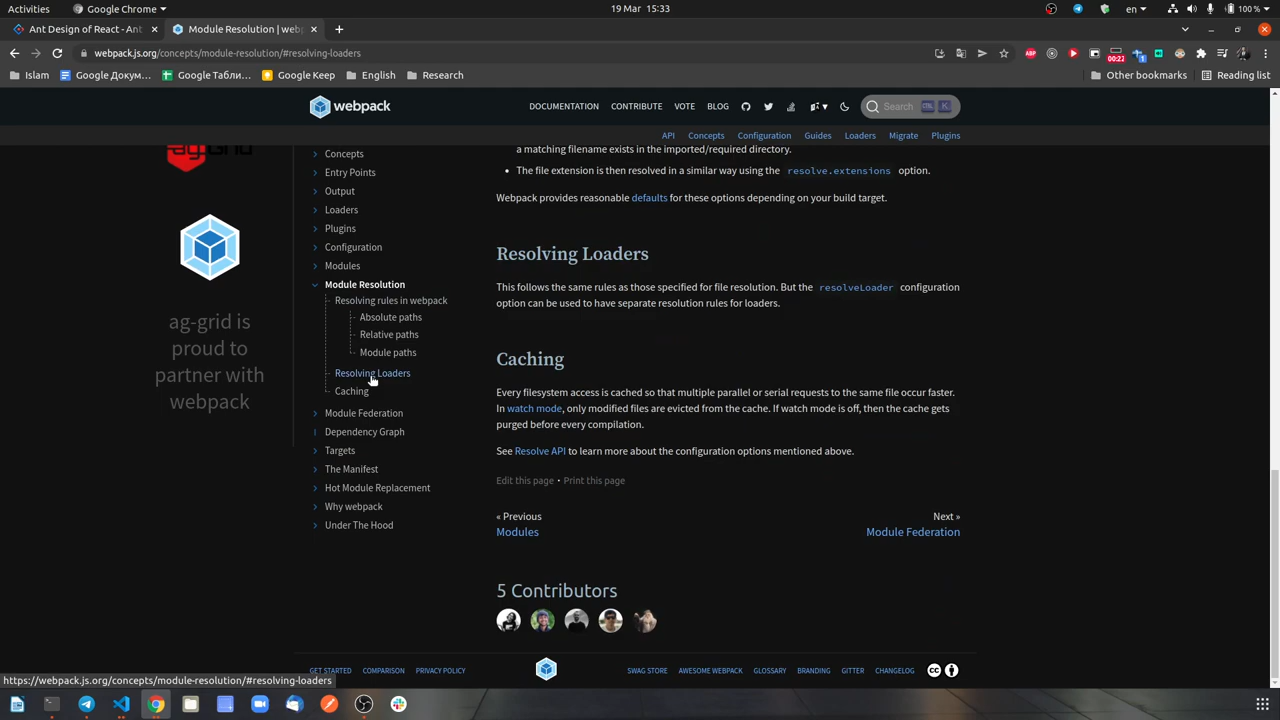 Activities
Google Chrome
19 Mar 15:33
en
100 %
Ant Design of React - Ant
Module Resolution | web
webpack.js.org/concepts/module-resolution/#resolving-loaders
ABP
00:22
1
Islam
Google Докум...
Google Табли...
Google Keep
English
Research
Other bookmarks
Reading list
webpack
DOCUMENTATION
CONTRIBUTE
VOTE
BLOG
Search
CTRL
K
API
Concepts
Configuration
Guides
Loaders
Migrate
Plugins
ag-grid is
proud to
partner with
webpack
Concepts
Entry Points
Output
Loaders
Plugins
Configuration
Modules
Module Resolution
Resolving rules in webpack
Absolute paths
Relative paths
Module paths
Resolving Loaders
Caching
Module Federation
Dependency Graph
Targets
The Manifest
Hot Module Replacement
Why webpack
Under The Hood
a matching filename exists in the imported/required directory.
• The file extension is then resolved in a similar way using the resolve.extensions option.
Webpack provides reasonable defaults for these options depending on your build target.
Resolving Loaders
This follows the same rules as those specified for file resolution. But the resolveLoader configuration
option can be used to have separate resolution rules for loaders.
Caching
Every filesystem access is cached so that multiple parallel or serial requests to the same file occur faster.
In watch mode, only modified files are evicted from the cache. If watch mode is off, then the cache gets
purged before every compilation.
See Resolve API to learn more about the configuration options mentioned above.
Edit this page • Print this page
« Previous
Modules
Next »
Module Federation
5 Contributors
GET STARTED
COMPARISON
PRIVACY POLICY
SWAG STORE
AWESOME WEBPACK
GLOSSARY
BRANDING
GITTER
CHANGELOG
https://webpack.js.org/concepts/module-resolution/#resolving-loaders